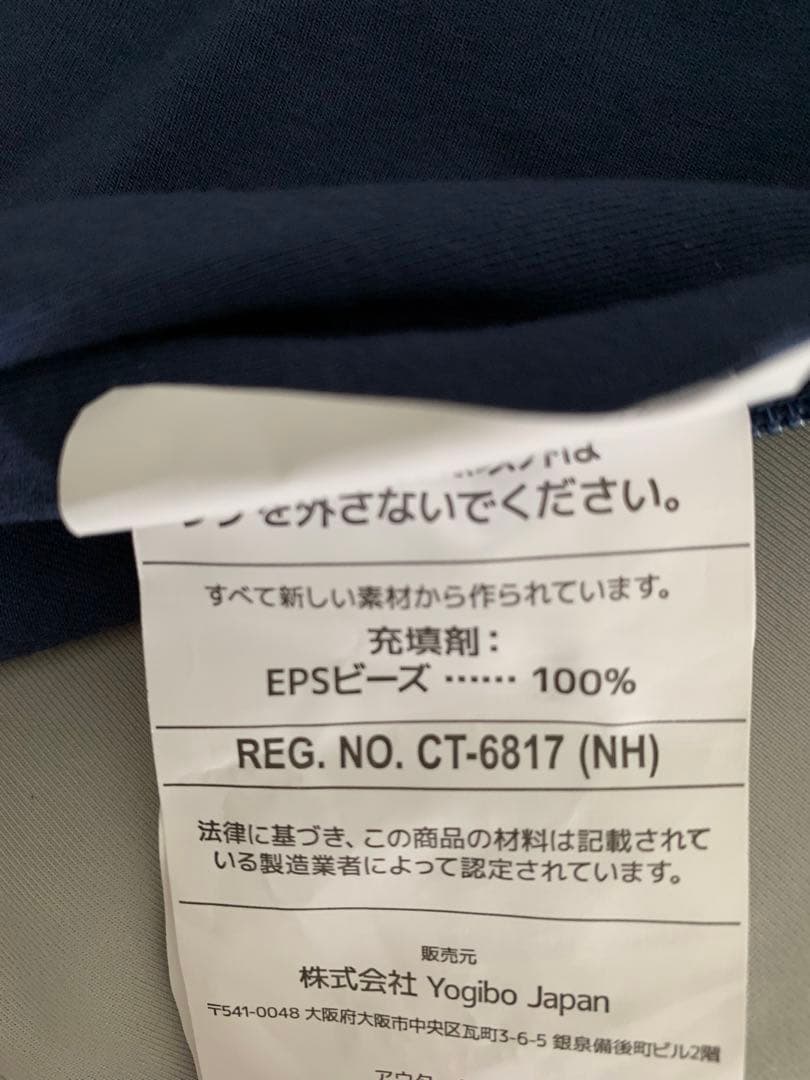 を外さないでください。
すべて新しい素材から作られています。
充填剤：
EPSビーズ …… 100%
REG. NO. CT-6817 (NH)
法律に基づき、この商品の材料は記載されて
いる製造業者によって認定されています。
販売元
株式会社 Yogibo Japan
〒541-0048 大阪府大阪市中央区瓦町3-6-5 銀泉備後町ビル2階